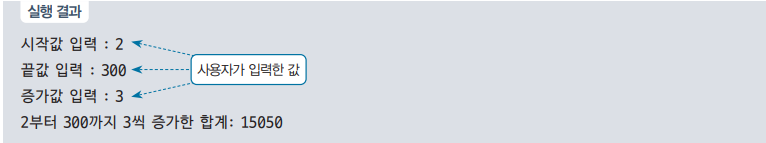 실행 결과
시작값 입력 : 2
끝값 입력 : 300
사용자가 입력한 값
증가값 입력 : 3
2부터 300까지 3씩 증가한 합계: 15050